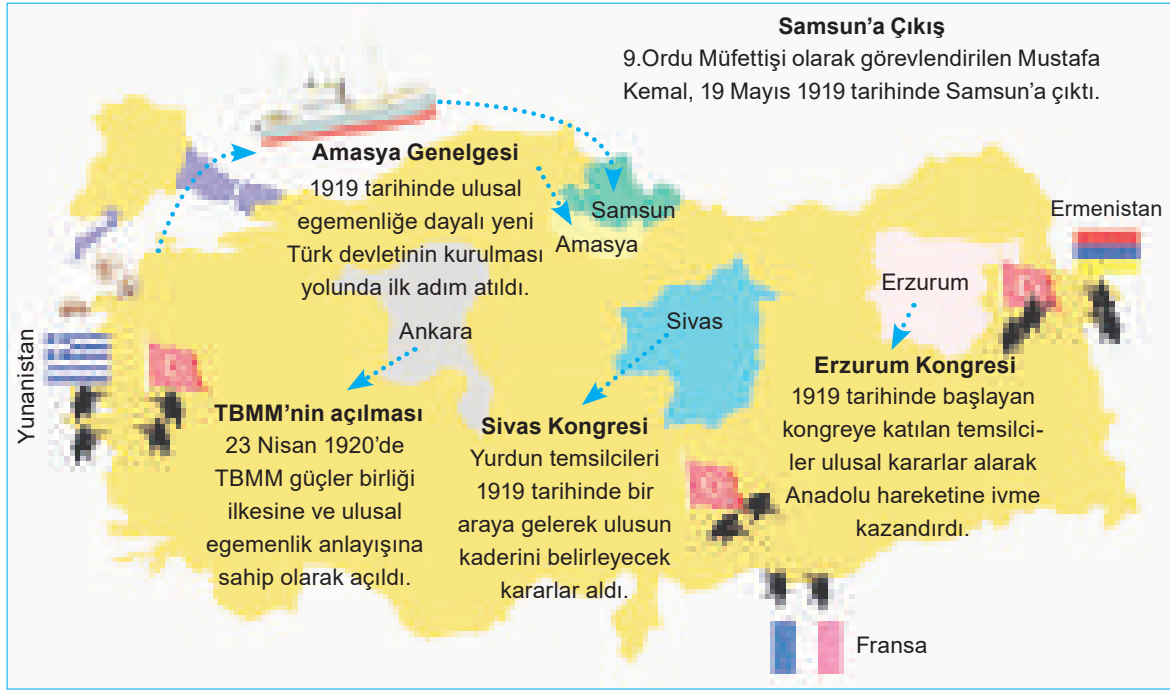 Samsun’a Çıkış
9.Ordu Müfettişi olarak görevlendirilen Mustafa
Kemal, 19 Mayıs 1919 tarihinde Samsun’a çıktı.
Amasya Genelgesi
1919 tarihinde ulusal
egemenliğe dayalı yeni
Türk devletinin kurulması
yolunda ilk adım atıldı.
Samsun
Amasya
Ermenistan
Erzurum
Sivas
Ankara
Yunanistan
TBMM’nin açılması
23 Nisan 1920’de
TBMM güçler birliği
ilkesine ve ulusal
egemenlik anlayışına
sahip olarak açıldı.
Sivas Kongresi
Yurdun temsilcileri
1919 tarihinde bir
araya gelerek ulusun
kaderini belirleyecek
kararlar aldı.
Erzurum Kongresi
1919 tarihinde başlayan
kongreye katılan temsilci-
ler ulusal kararlar alarak
Anadolu hareketine ivme
kazandırdı.
Fransa